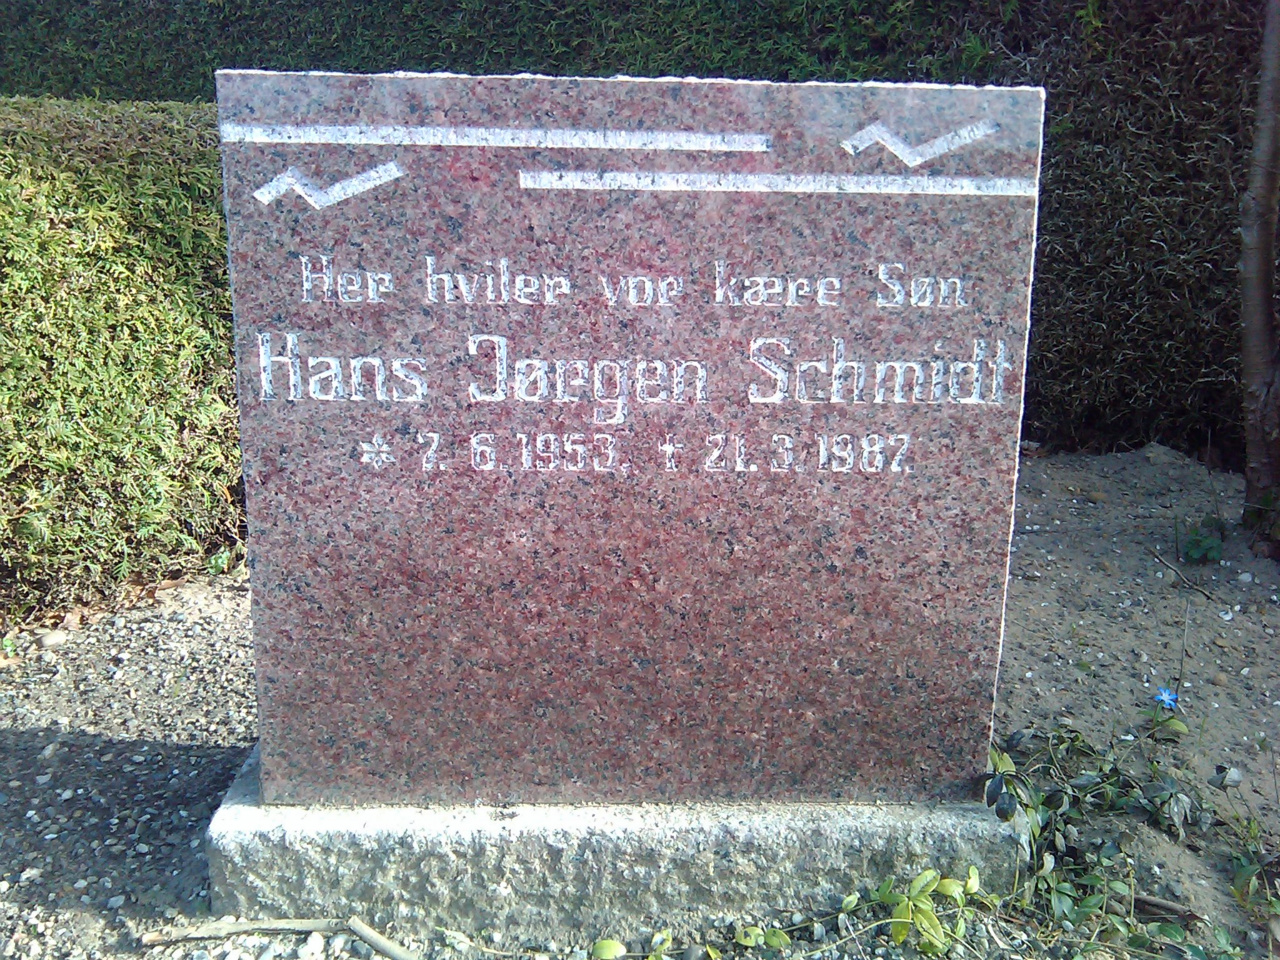 Her hviler vor kære Søn
Hans Jørgen Schmidt
* 7. 6. 1953. † 21. 3. 1987.